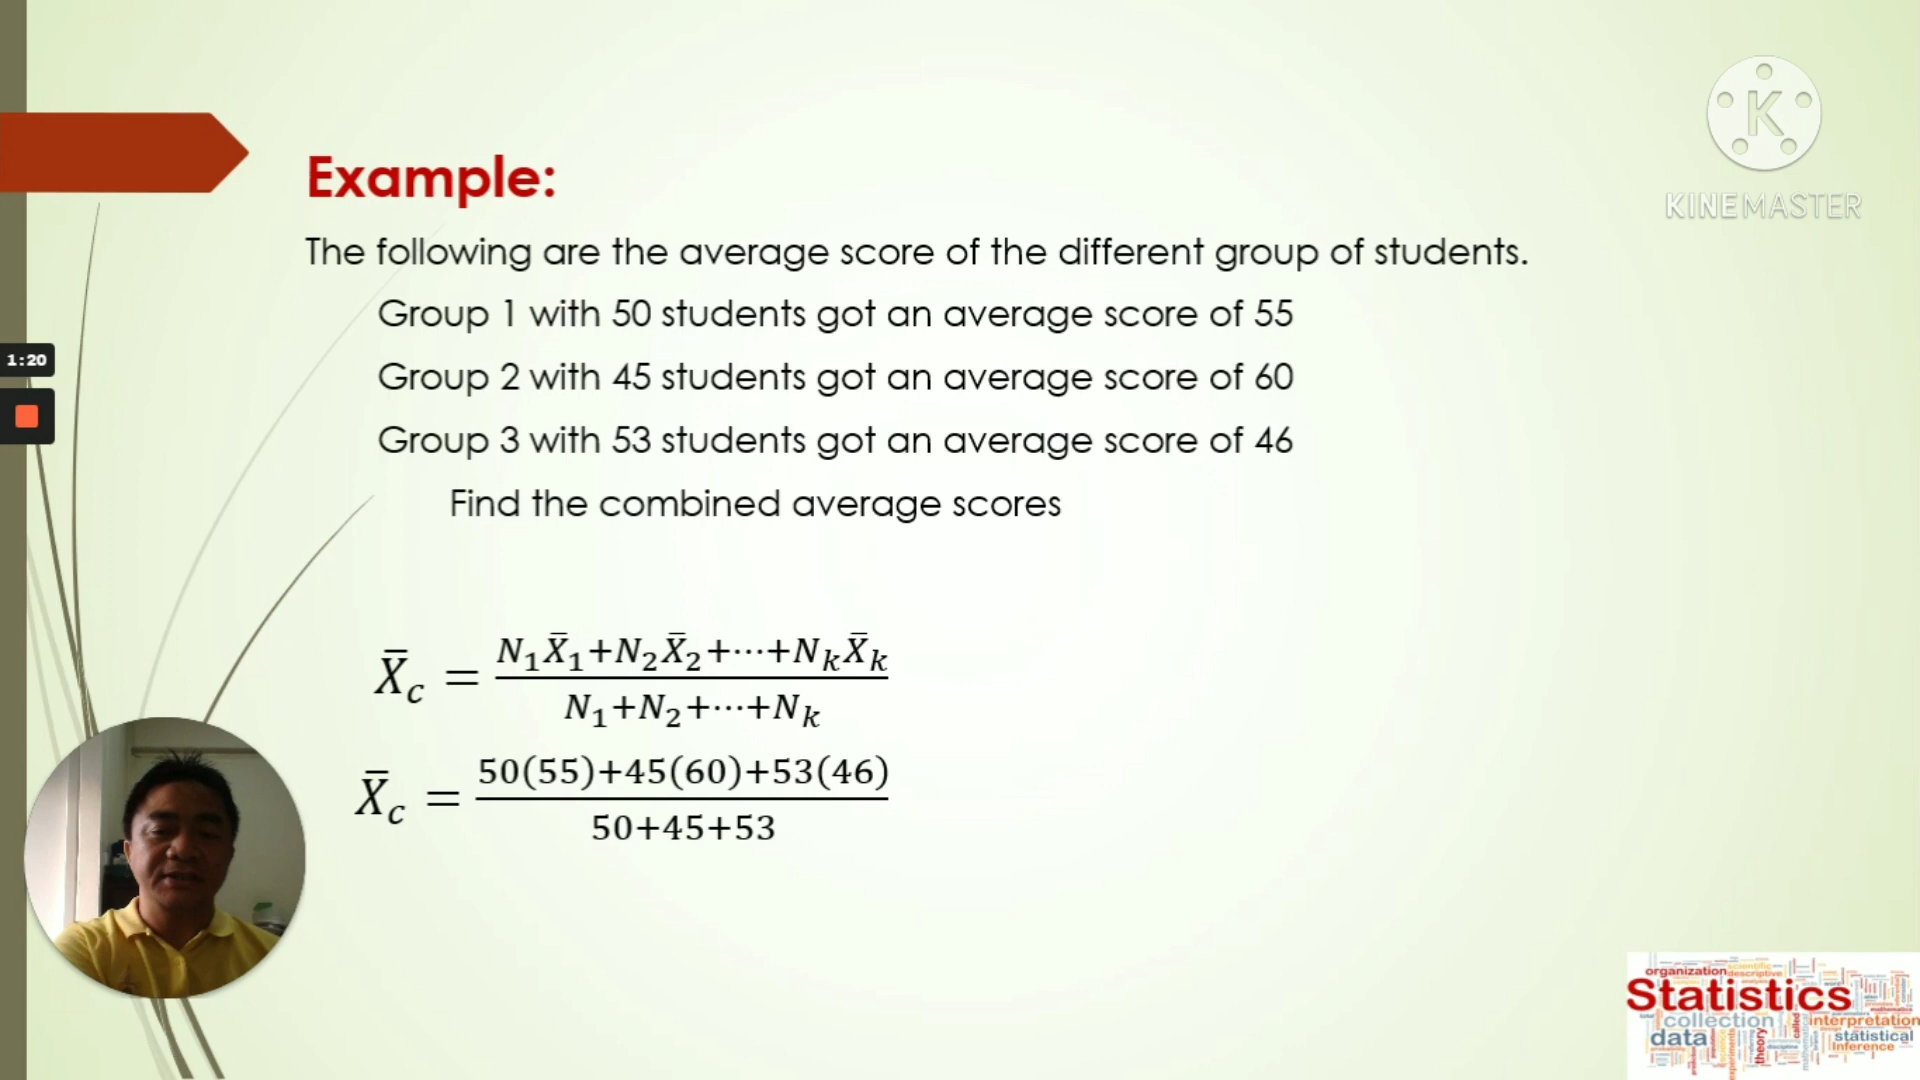 KINEMASTER
Example:
The following are the average score of the different group of students.
Group 1 with 50 students got an average score of 55
Group 2 with 45 students got an average score of 60
1:20
Group 3 with 53 students got an average score of 46
Find the combined average scores
X̄c = N₁X̄₁+N₂X̄₂+⋯+NₖX̄ₖ / N₁+N₂+⋯+Nₖ
X̄c = 50(55)+45(60)+53(46) / 50+45+53
organization scientific descriptive
Statistics
collection called interpretation
data theory statistical
inference